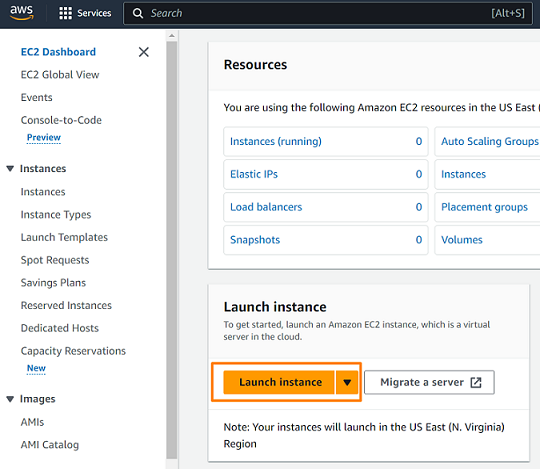 aws
Services
Search
[Alt+S]
EC2 Dashboard
EC2 Global View
Events
Console-to-Code
Preview
Instances
Instances
Instance Types
Launch Templates
Spot Requests
Savings Plans
Reserved Instances
Dedicated Hosts
Capacity Reservations
New
Images
AMIs
AMI Catalog
Resources
You are using the following Amazon EC2 resources in the US East (
Instances (running) 0
Auto Scaling Groups
Elastic IPs 0
Instances
Load balancers 0
Placement groups
Snapshots 0
Volumes
Launch instance
To get started, launch an Amazon EC2 instance, which is a virtual
server in the cloud.
Launch instance
Migrate a server
Note: Your instances will launch in the US East (N. Virginia)
Region